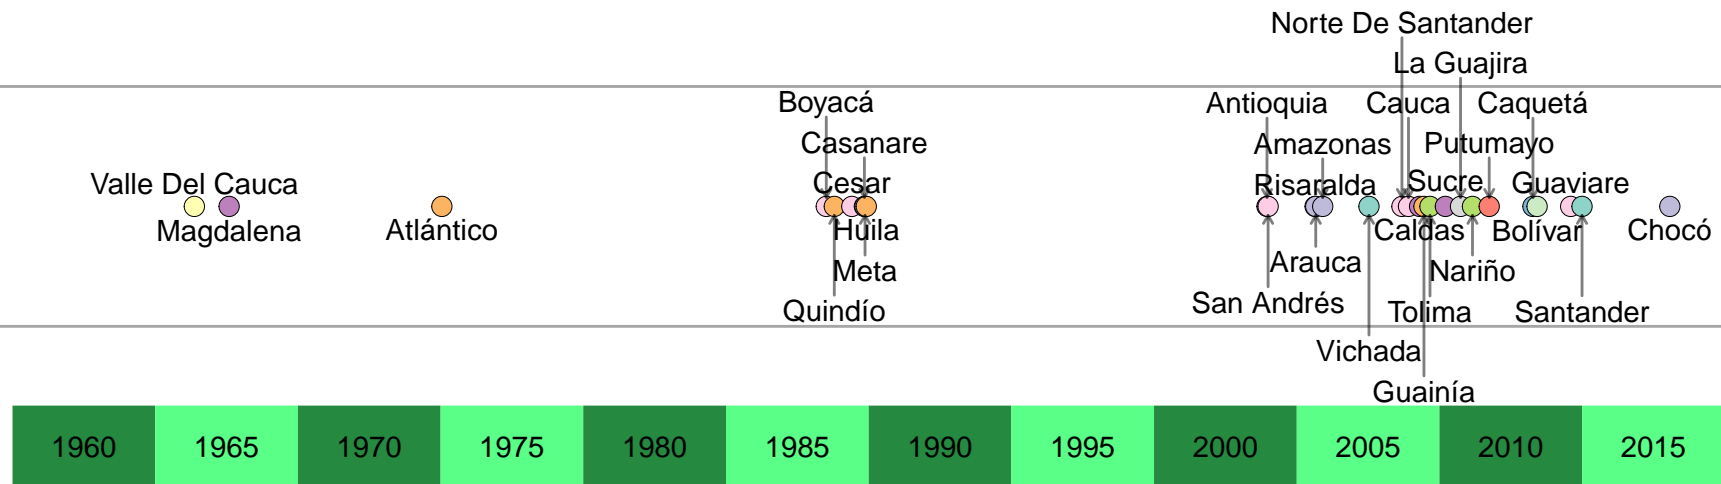 Norte De Santander
La Guajira
Boyacá
Antioquia
Cauca
Caquetá
Casanare
Amazonas
Putumayo
Valle Del Cauca
Cesar
Risaralda
Sucre
Guaviare
Magdalena
Atlántico
Huila
Caldas
Bolívar
Chocó
Meta
Arauca
Nariño
Quindío
San Andrés
Tolima
Santander
Vichada
Guainía
1960 1965 1970 1975 1980 1985 1990 1995 2000 2005 2010 2015